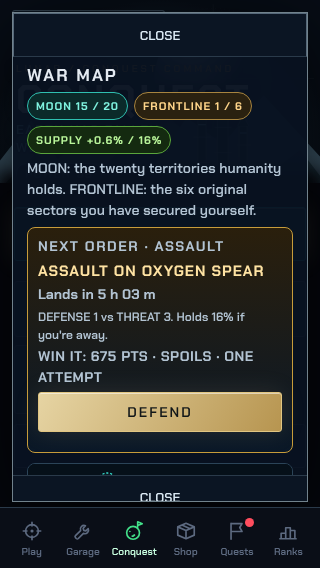 CLOSE
WAR MAP
MOON 15 / 20
FRONTLINE 1 / 6
SUPPLY +0.6% / 16%
MOON: the twenty territories humanity
holds. FRONTLINE: the six original
sectors you have secured yourself.
NEXT ORDER · ASSAULT
ASSAULT ON OXYGEN SPEAR
Lands in 5 h 03 m
DEFENSE 1 vs THREAT 3. Holds 16% if
you're away.
WIN IT: 675 PTS · SPOILS · ONE
ATTEMPT
DEFEND
CLOSE
Play
Garage
Conquest
Shop
Quests
Ranks